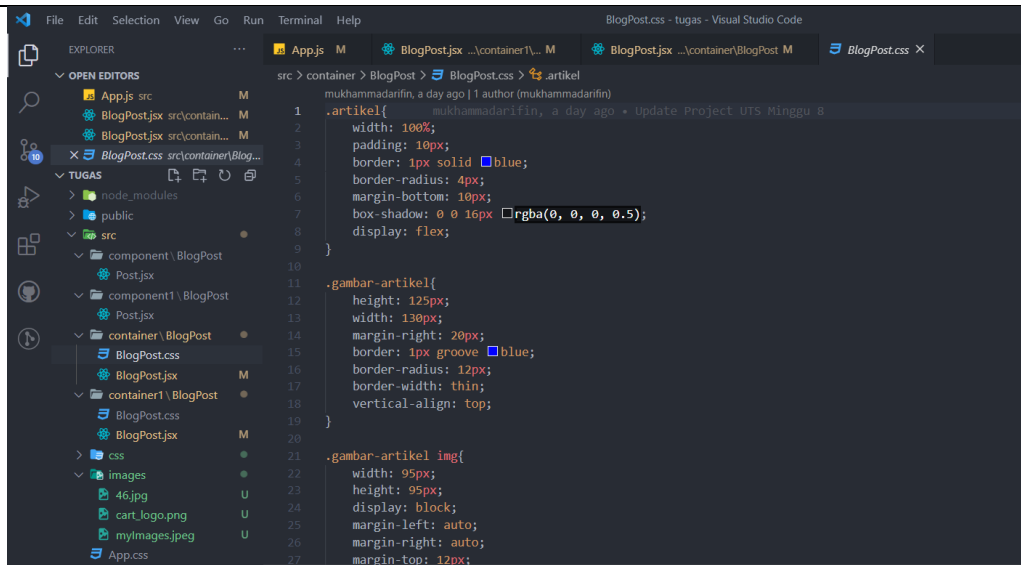 File Edit Selection View Go Run Terminal Help BlogPost.css - tugas - Visual Studio Code
EXPLORER ...
App.js M BlogPost.jsx ...\container1\... M BlogPost.jsx ...\container\BlogPost M BlogPost.css
OPEN EDITORS
App.js src M
BlogPost.jsx src\contain... M
BlogPost.jsx src\contain... M
BlogPost.css src\container\Blog...
10
TUGAS
node_modules
public
src
component \ BlogPost
Post.jsx
component1 \ BlogPost
Post.jsx
container \ BlogPost
BlogPost.css
BlogPost.jsx M
container1 \ BlogPost
BlogPost.css
BlogPost.jsx M
css
images
46.jpg U
cart_logo.png U
myImages.jpeg U
App.css
src > container > BlogPost > BlogPost.css > .artikel
mukhammadarifin, a day ago | 1 author (mukhammadarifin)
1 .artikel{ mukhammadarifin, a day ago • Update Project UTS Minggu 8
2 width: 100%;
3 padding: 10px;
4 border: 1px solid blue;
5 border-radius: 4px;
6 margin-bottom: 10px;
7 box-shadow: 0 0 16px rgba(0, 0, 0, 0.5);
8 display: flex;
9 }
10
11 .gambar-artikel{
12 height: 125px;
13 width: 130px;
14 margin-right: 20px;
15 border: 1px groove blue;
16 border-radius: 12px;
17 border-width: thin;
18 vertical-align: top;
19 }
20
21 .gambar-artikel img{
22 width: 95px;
23 height: 95px;
24 display: block;
25 margin-left: auto;
26 margin-right: auto;
27 margin-top: 12px;